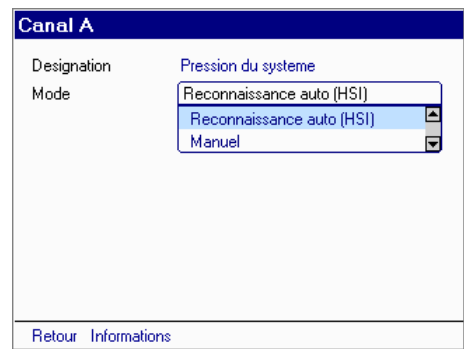 Canal A
Designation Pression du systeme
Mode Reconnaissance auto (HSI)
Reconnaissance auto (HSI)
Manuel
Retour Informations